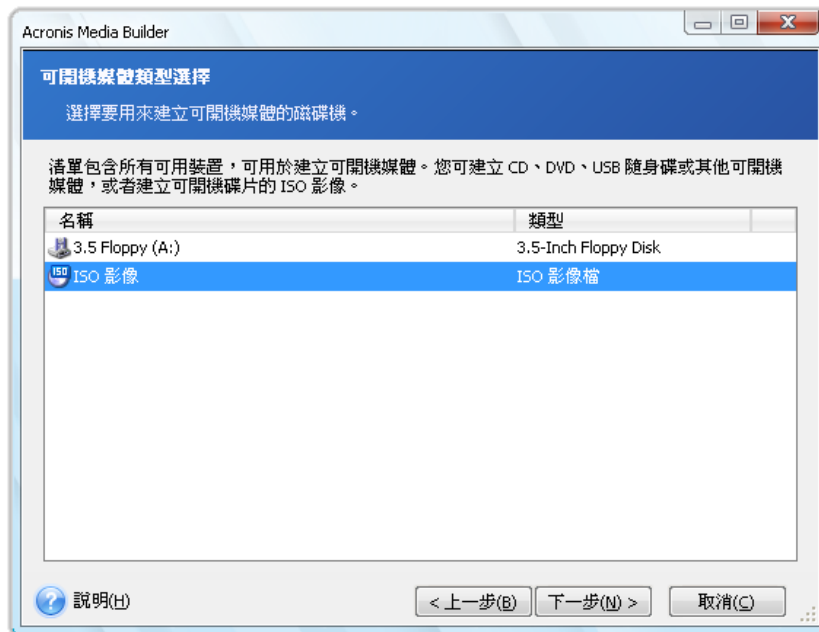 Acronis Media Builder
可開機媒體類型選擇
選擇要用來建立可開機媒體的磁碟機。
清單包含所有可用裝置，可用於建立可開機媒體。您可建立 CD、DVD、USB 隨身碟或其他可開機
媒體，或者建立可開機碟片的 ISO 影像。
名稱 類型
3.5 Floppy (A:) 3.5-Inch Floppy Disk
ISO ISO 影像 ISO 影像檔
? 說明(H) < 上一步(B) 下一步(N) > 取消(C)